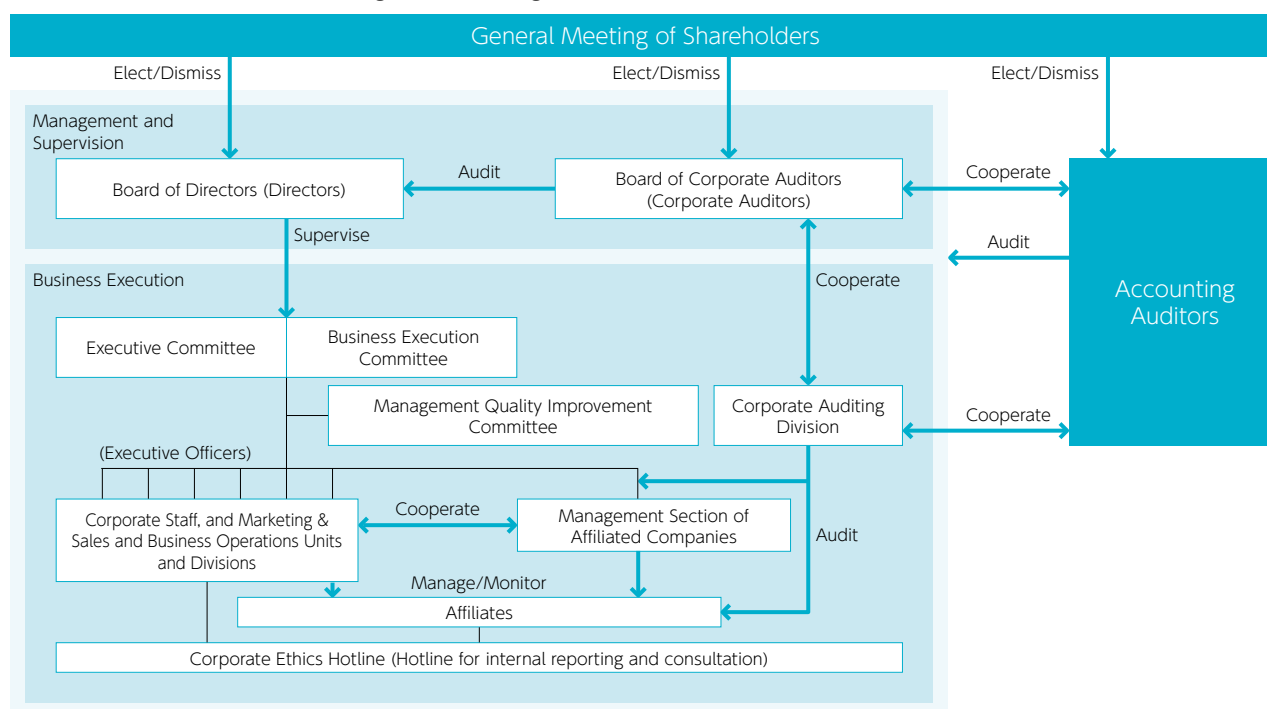 General Meeting of Shareholders
Elect/Dismiss
Elect/Dismiss
Elect/Dismiss
Management and
Supervision
Board of Directors (Directors)
Audit
Board of Corporate Auditors
(Corporate Auditors)
Cooperate
Supervise
Audit
Business Execution
Cooperate
Accounting
Auditors
Executive Committee
Business Execution
Committee
Management Quality Improvement
Committee
Corporate Auditing
Division
Cooperate
(Executive Officers)
Corporate Staff, and Marketing &
Sales and Business Operations Units
and Divisions
Cooperate
Management Section of
Affiliated Companies
Audit
Manage/Monitor
Affiliates
Corporate Ethics Hotline (Hotline for internal reporting and consultation)